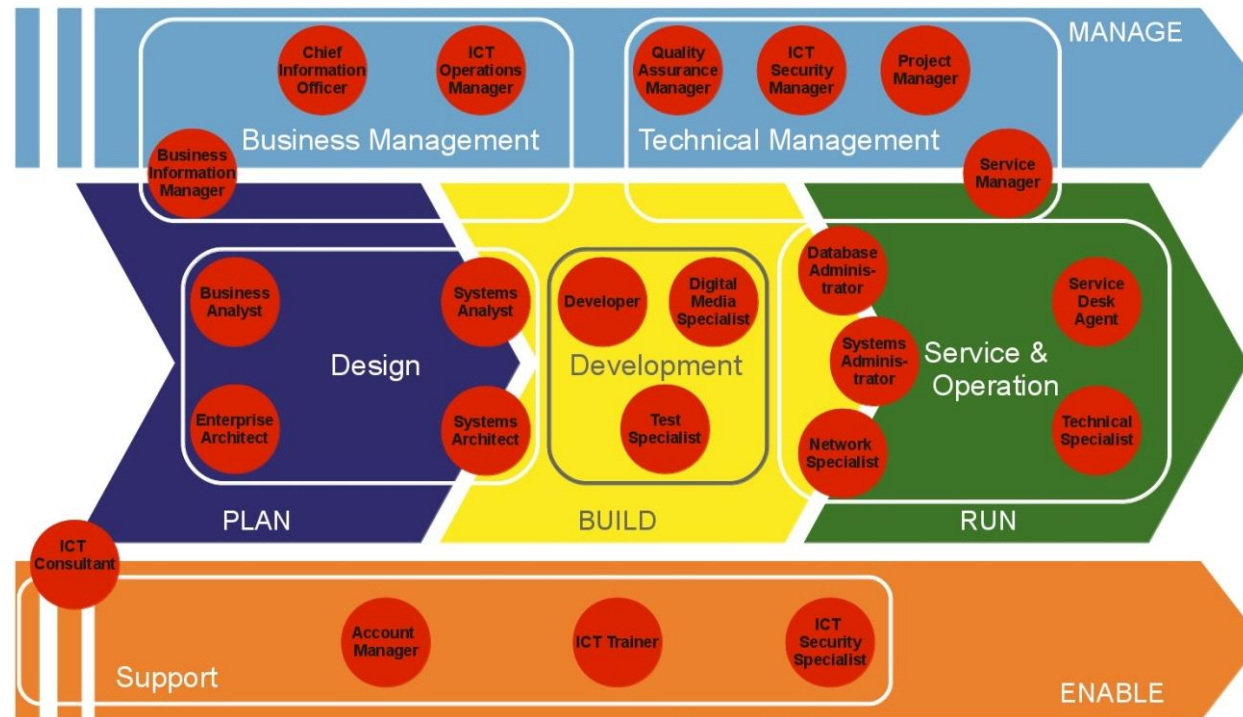 MANAGE
Chief
Information
Officer
ICT
Operations
Manager
Quality
Assurance
Manager
ICT
Security
Manager
Project
Manager
Business Management
Technical Management
Business
Information
Manager
Service
Manager
Business
Analyst
Systems
Analyst
Developer
Digital
Media
Specialist
Database
Adminis-
trator
Service
Desk
Agent
Design
Development
Systems
Adminis-
trator
Service &
Operation
Enterprise
Architect
Systems
Architect
Test
Specialist
Network
Specialist
Technical
Specialist
PLAN
BUILD
RUN
ICT
Consultant
Account
Manager
ICT Trainer
ICT
Security
Specialist
Support
ENABLE